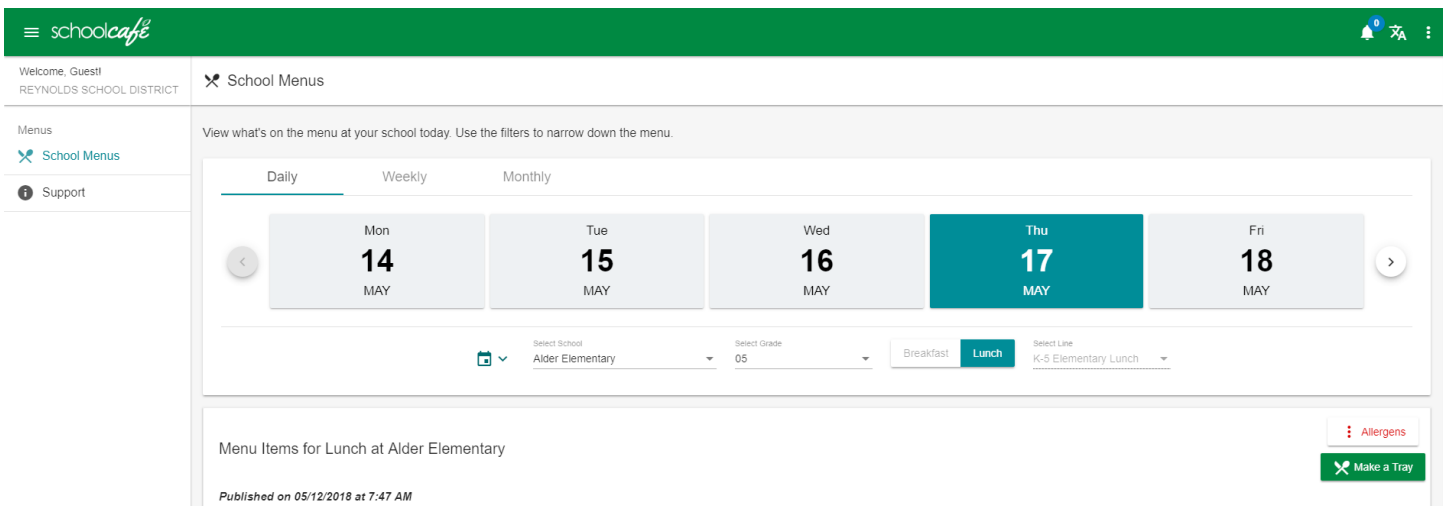 schoolcafé
0
Welcome, Guest!
REYNOLDS SCHOOL DISTRICT
School Menus
Menus
School Menus
Support
View what's on the menu at your school today. Use the filters to narrow down the menu.
Daily Weekly Monthly
Mon Tue Wed Thu Fri
14 15 16 17 18
MAY MAY MAY MAY MAY
Select School Select Grade Select Line
Alder Elementary 05 Breakfast Lunch K-5 Elementary Lunch
Allergens
Menu Items for Lunch at Alder Elementary
Make a Tray
Published on 05/12/2018 at 7:47 AM